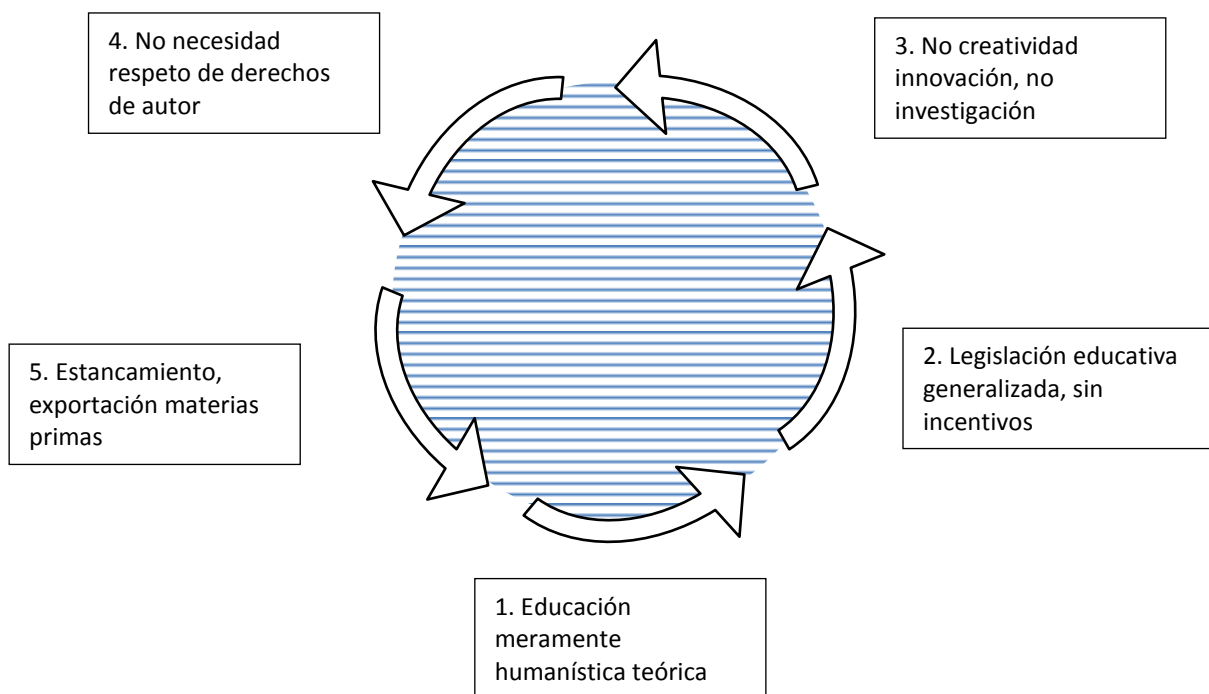 4. No necesidad
respeto de derechos
de autor
3. No creatividad
innovación, no
investigación
5. Estancamiento,
exportación materias
primas
2. Legislación educativa
generalizada, sin
incentivos
1. Educación
meramente
humanística teórica